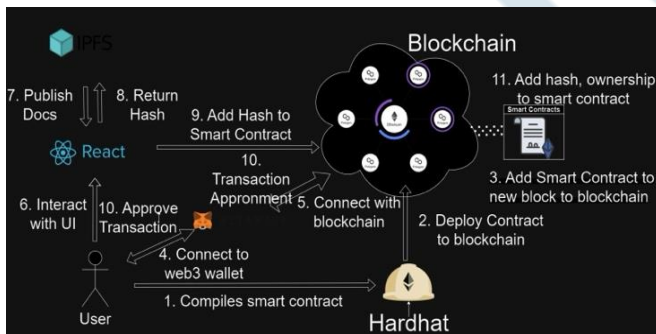 IPFS
Blockchain
7. Publish
Docs
8. Return
Hash
9. Add Hash to
Smart Contract
11. Add hash, ownership
to smart contract
Smart Contracts
React
10.
Transaction
Appronment
3. Add Smart Contract to
new block to blockchain
6. Interact
with UI
10. Approve
Transaction
5. Connect with
blockchain
2. Deploy Contract
to blockchain
4. Connect to
web3 wallet
1. Compiles smart contract
User
Hardhat